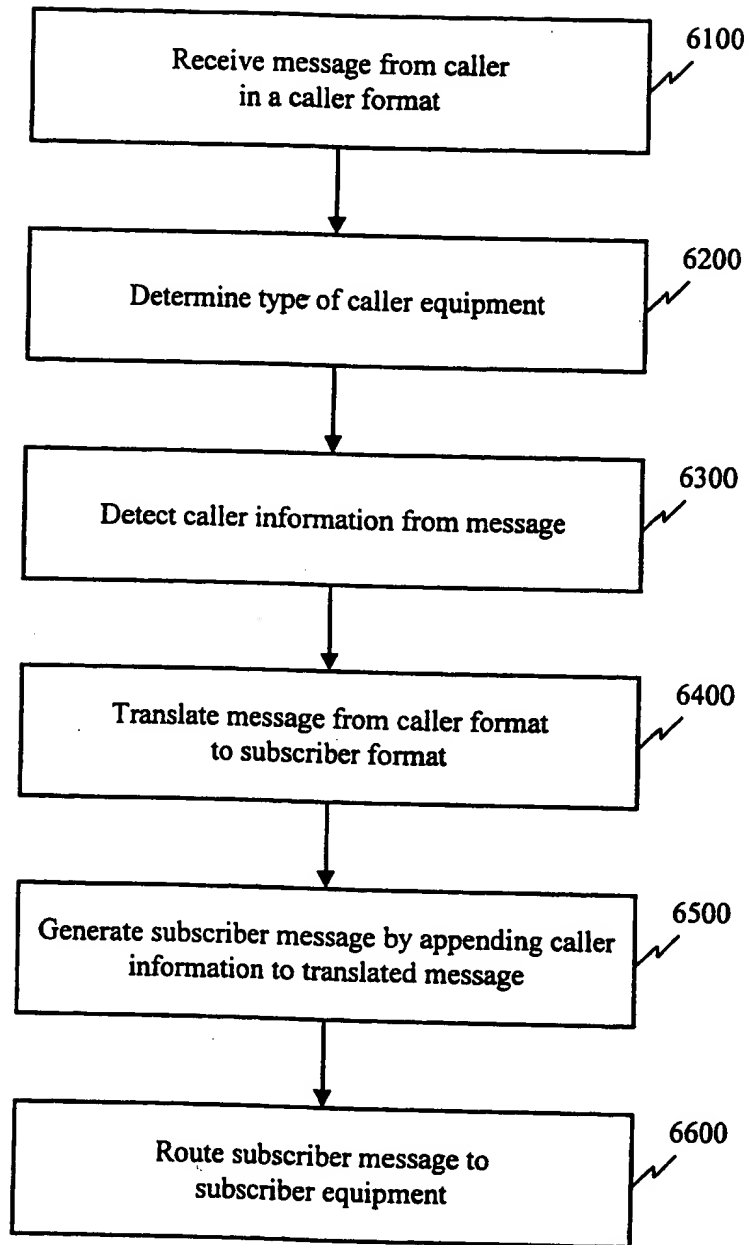 Receive message from caller
in a caller format
6100
Determine type of caller equipment
6200
Detect caller information from message
6300
Translate message from caller format
to subscriber format
6400
Generate subscriber message by appending caller
information to translated message
6500
Route subscriber message to
subscriber equipment
6600